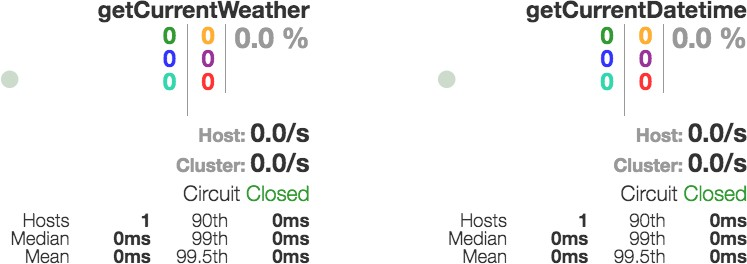 getCurrentWeather
0 0 0.0 %
0 0
0 0
Host: 0.0/s
Cluster: 0.0/s
Circuit Closed
Hosts 1 90th 0ms
Median 0ms 99th 0ms
Mean 0ms 99.5th 0ms
getCurrentDatetime
0 0 0.0 %
0 0
0 0
Host: 0.0/s
Cluster: 0.0/s
Circuit Closed
Hosts 1 90th 0ms
Median 0ms 99th 0ms
Mean 0ms 99.5th 0ms